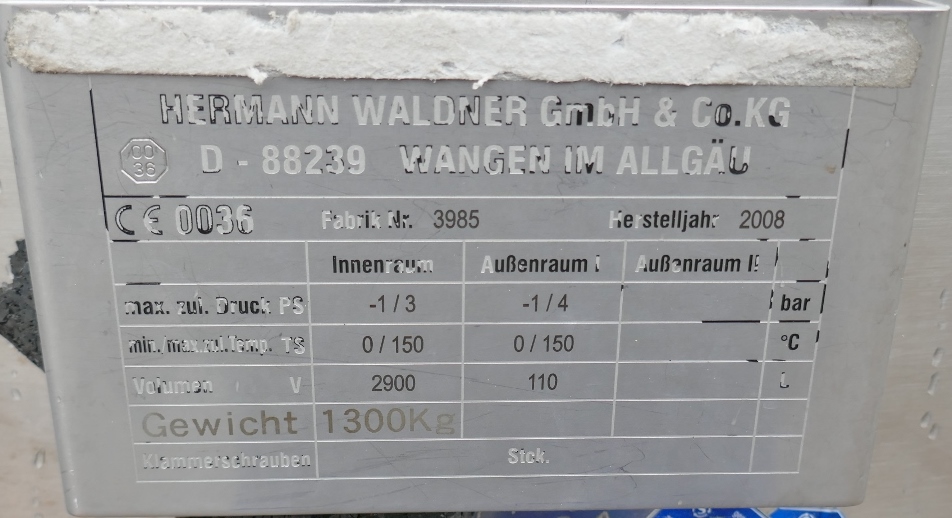 HERMANN WALDNER GmbH & Co.KG
CO 36 D - 88239 WANGEN IM ALLGÄU
CE 0036 Fabrik Nr. 3985 Herstelljahr 2008
Innenraum Außenraum I Außenraum II
max. zul. Druck PS -1 / 3 -1 / 4 bar
min./max.zul.Temp. TS 0 / 150 0 / 150 °C
Volumen V 2900 110 L
Gewicht 1300Kg
Klammerschrauben Stck.